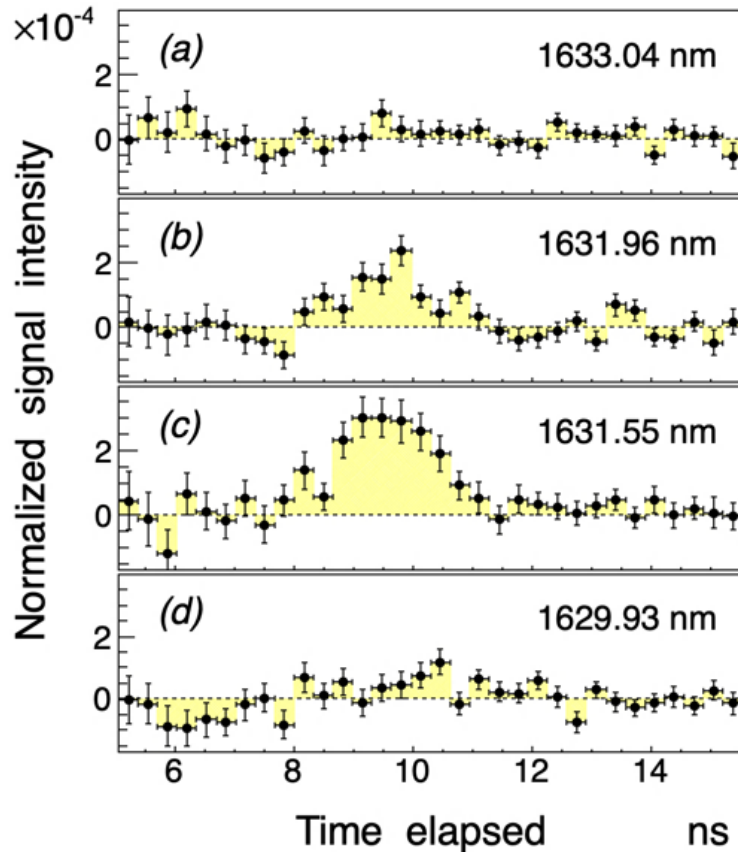 ×10⁻⁴
(a) 1633.04 nm
2
0
(b) 1631.96 nm
2
0
(c) 1631.55 nm
2
0
(d) 1629.93 nm
2
0
6 8 10 12 14
Normalized signal intensity
Time elapsed ns